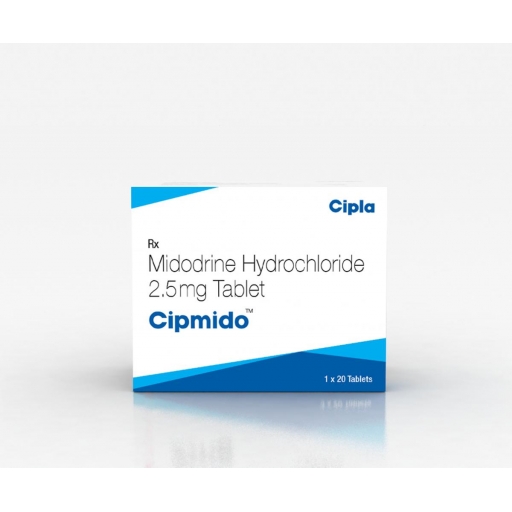 Cipla
Rx
Midodrine Hydrochloride
2.5mg Tablet
Cipmido™
1 x 20 Tablets